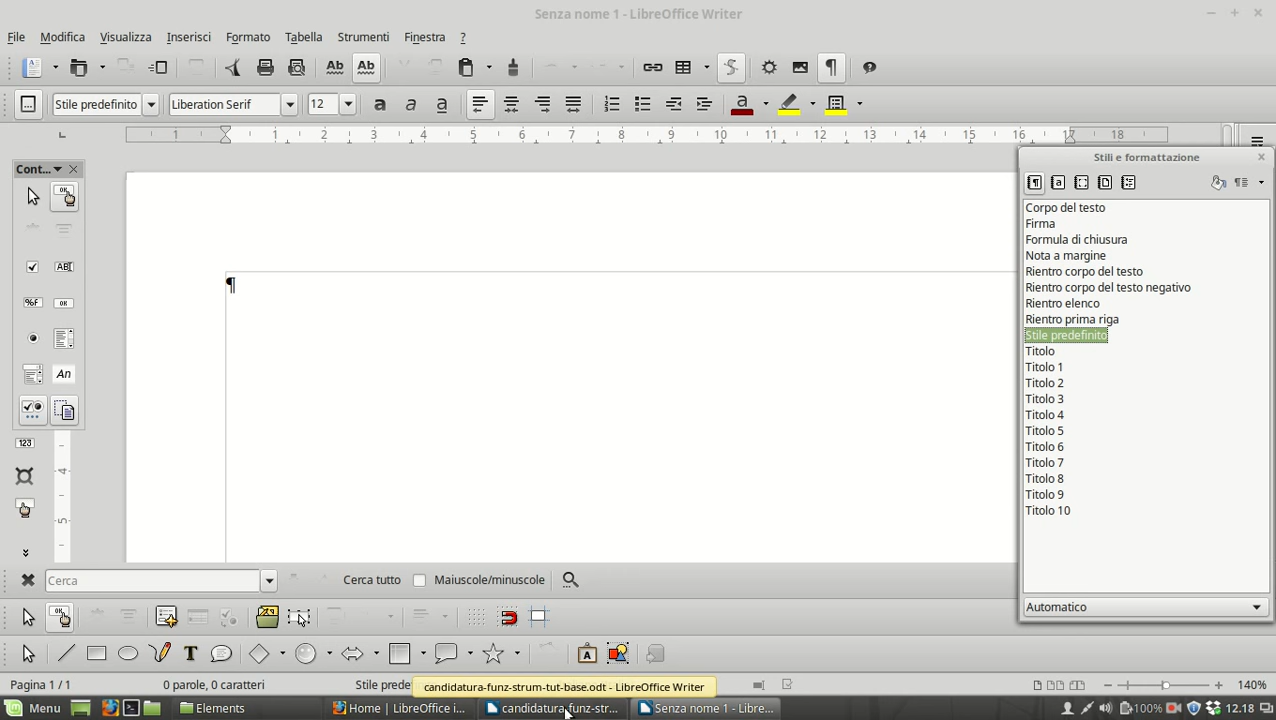 Senza nome 1 - LibreOffice Writer
File Modifica Visualizza Inserisci Formato Tabella Strumenti Finestra ?
Stile predefinito Liberation Serif 12
1 1 2 3 4 5 6 7 8 9 10 11 12 13 14 15 16 17 18
Cont...
Stili e formattazione
Corpo del testo
Firma
Formula di chiusura
Nota a margine
Rientro corpo del testo
Rientro corpo del testo negativo
Rientro elenco
Rientro prima riga
Stile predefinito
Titolo
Titolo 1
Titolo 2
Titolo 3
Titolo 4
Titolo 5
Titolo 6
Titolo 7
Titolo 8
Titolo 9
Titolo 10
Automatico
¶
4
5
Cerca Cerca tutto Maiuscole/minuscole
Pagina 1 / 1 0 parole, 0 caratteri Stile prede 140%
candidatura-funz-strum-tut-base.odt - LibreOffice Writer
Menu Elements Home | LibreOffice i... candidatura-funz-str... Senza nome 1 - Libre... 100% 12.18